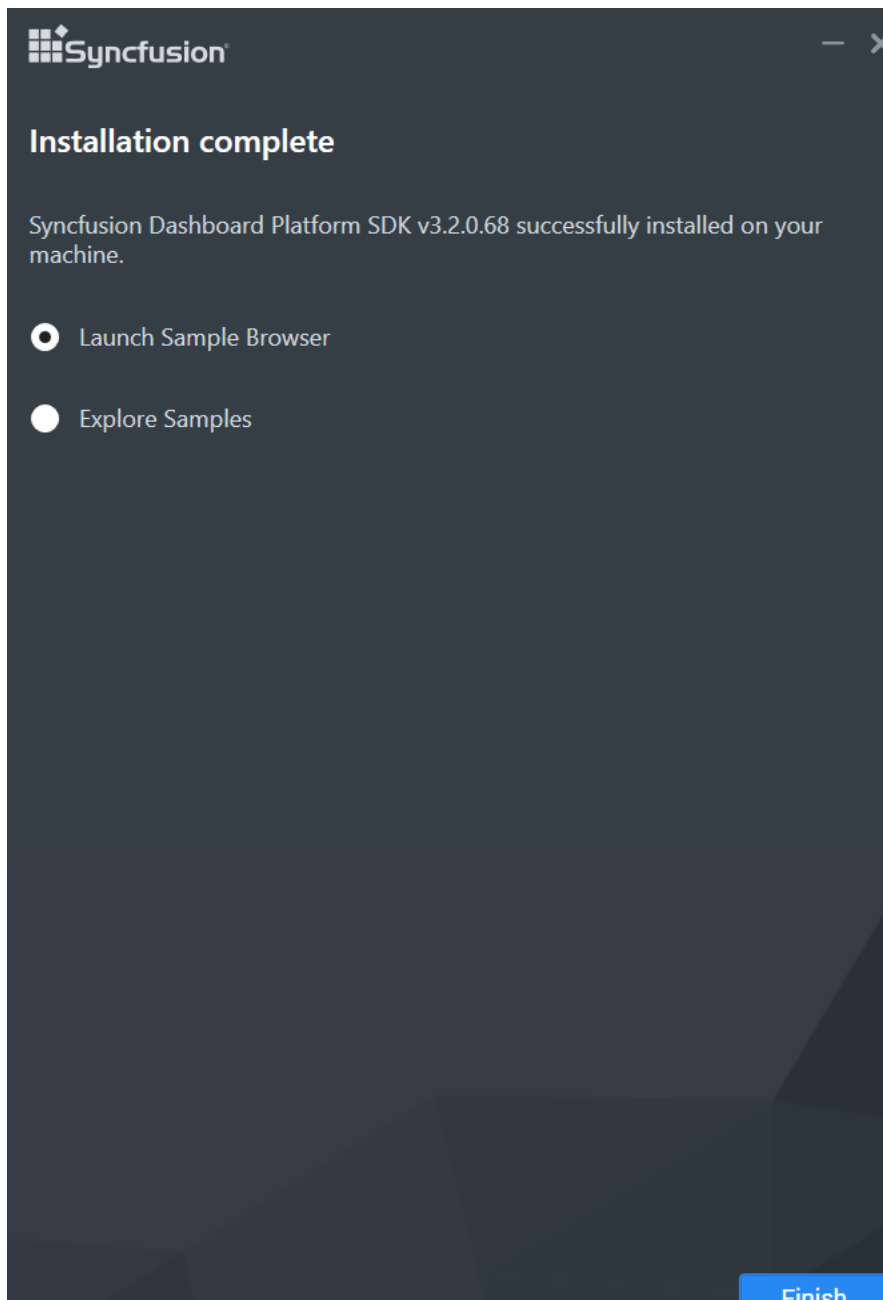 Syncfusion
Installation complete
Syncfusion Dashboard Platform SDK v3.2.0.68 successfully installed on your
machine.
Launch Sample Browser
Explore Samples
Finish